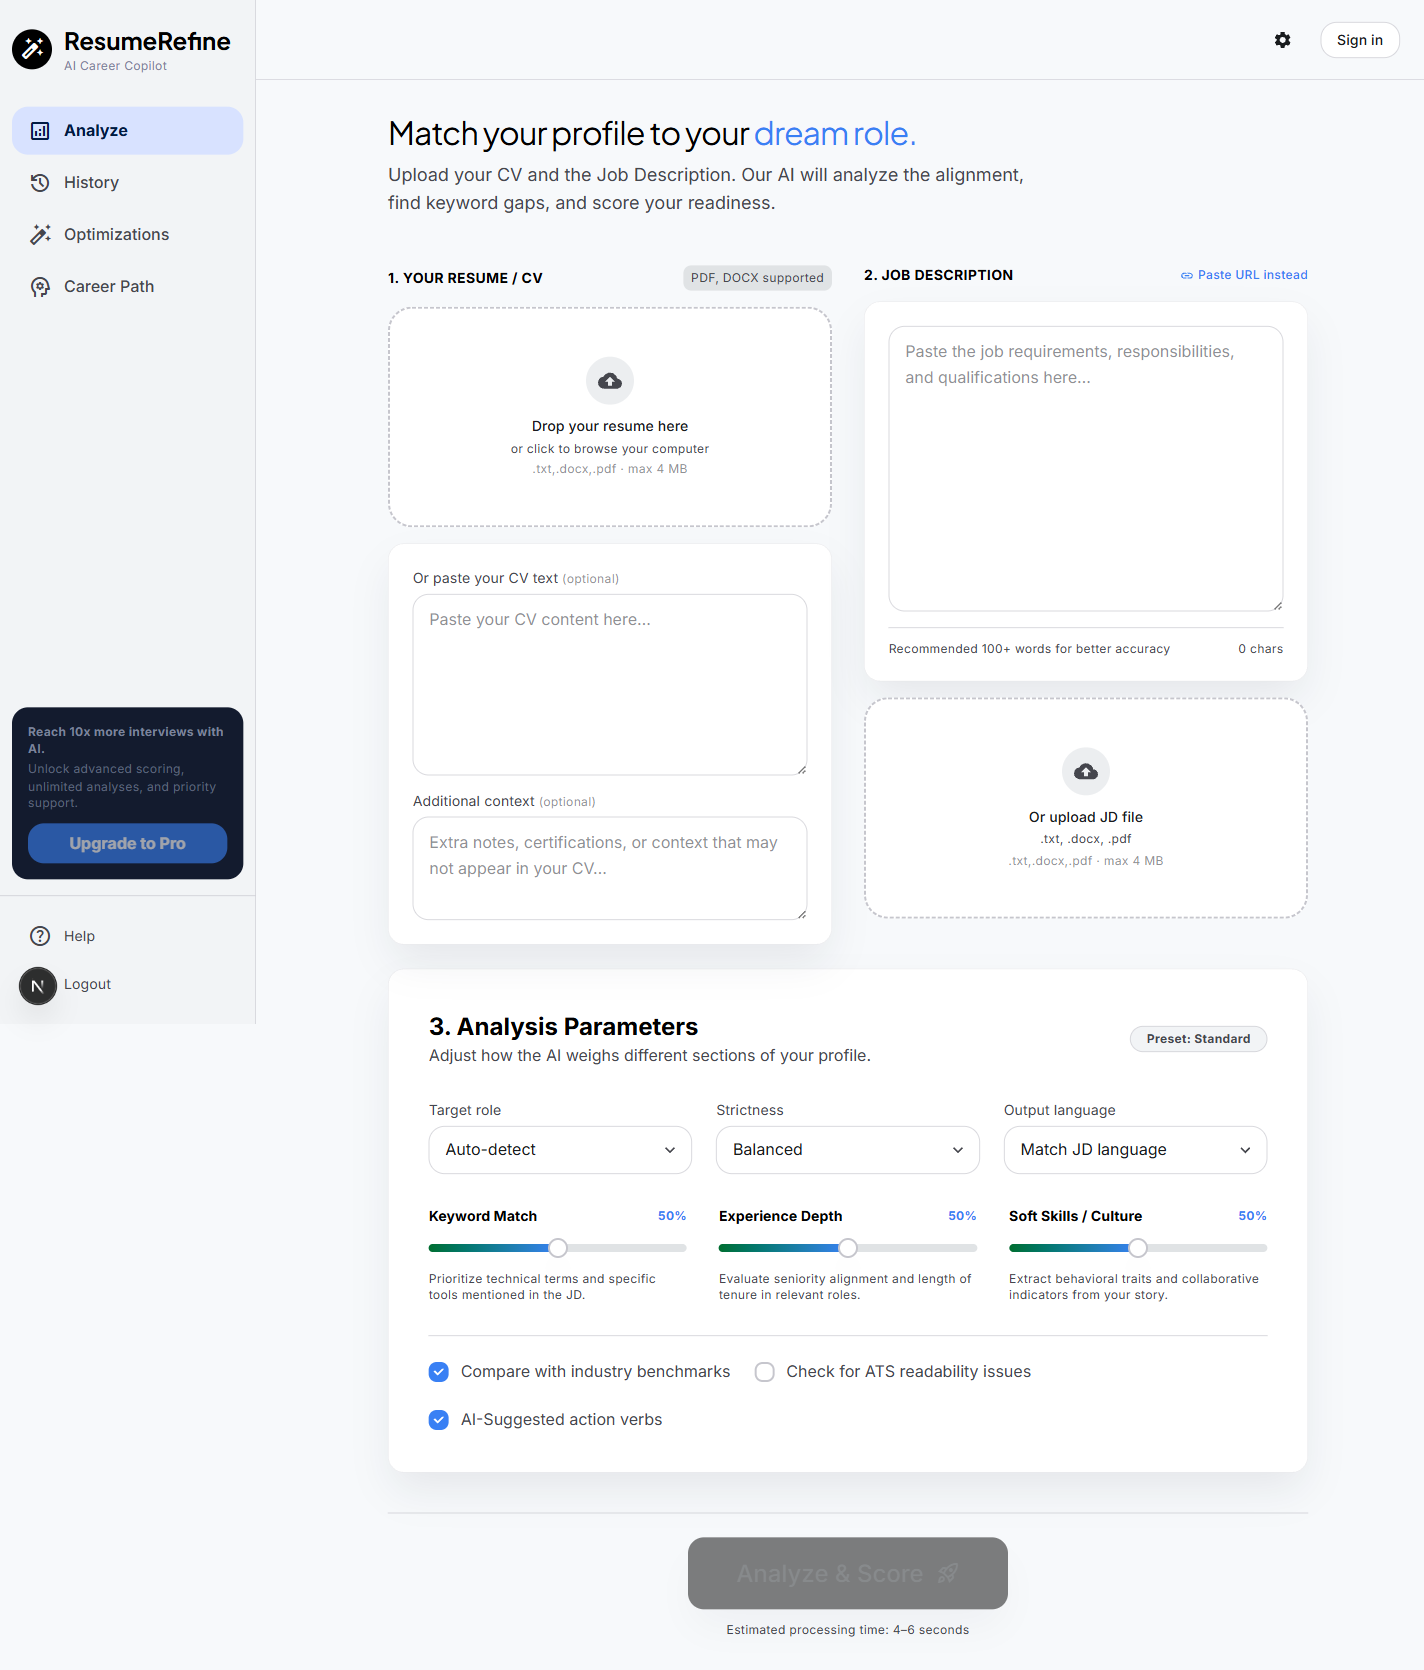 ResumeRefine
AI Career Copilot
Analyze
History
Optimizations
Career Path
Reach 10x more interviews with
AI.
Unlock advanced scoring,
unlimited analyses, and priority
support.
Upgrade to Pro
Help
N
Logout
Sign in
Match your profile to your dream role.
Upload your CV and the Job Description. Our AI will analyze the alignment,
find keyword gaps, and score your readiness.
1. YOUR RESUME / CV
PDF, DOCX supported
Drop your resume here
or click to browse your computer
.txt,.docx,.pdf · max 4 MB
Or paste your CV text (optional)
Paste your CV content here...
Additional context (optional)
Extra notes, certifications, or context that may
not appear in your CV...
2. JOB DESCRIPTION
Paste URL instead
Paste the job requirements, responsibilities,
and qualifications here...
Recommended 100+ words for better accuracy
0 chars
Or upload JD file
.txt, .docx, .pdf
.txt,.docx,.pdf · max 4 MB
3. Analysis Parameters
Adjust how the AI weighs different sections of your profile.
Preset: Standard
Target role
Auto-detect
Strictness
Balanced
Output language
Match JD language
Keyword Match 50%
Prioritize technical terms and specific
tools mentioned in the JD.
Experience Depth 50%
Evaluate seniority alignment and length of
tenure in relevant roles.
Soft Skills / Culture 50%
Extract behavioral traits and collaborative
indicators from your story.
Compare with industry benchmarks
Check for ATS readability issues
AI-Suggested action verbs
Analyze & Score
Estimated processing time: 4–6 seconds